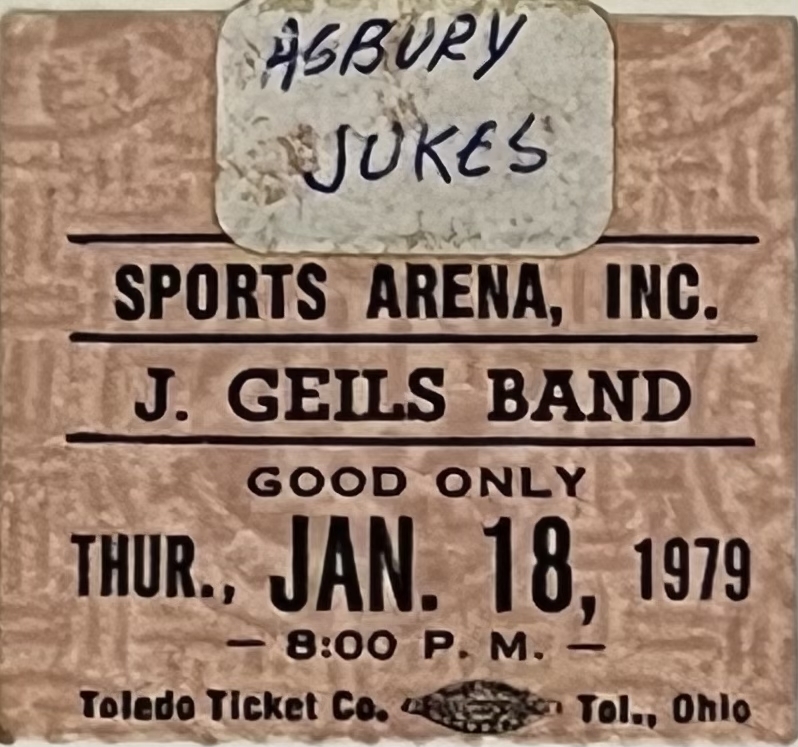 ASBURY
JUKES
SPORTS ARENA, INC.
J. GEILS BAND
GOOD ONLY
THUR., JAN. 18, 1979
— 8:00 P. M. —
Toledo Ticket Co. Tol., Ohio